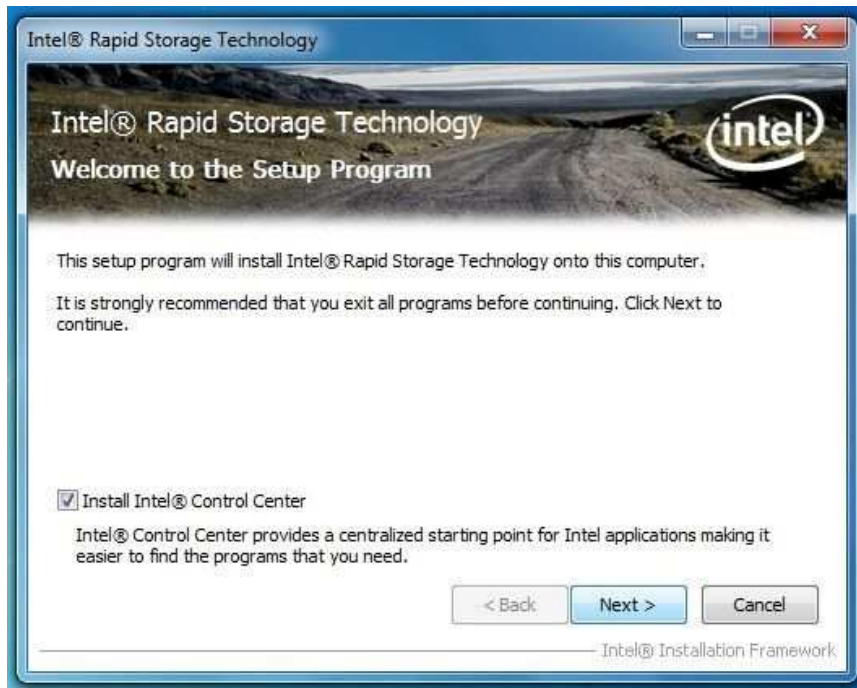 Intel® Rapid Storage Technology
Intel® Rapid Storage Technology
Welcome to the Setup Program
intel
This setup program will install Intel® Rapid Storage Technology onto this computer.
It is strongly recommended that you exit all programs before continuing. Click Next to
continue.
Install Intel® Control Center
Intel® Control Center provides a centralized starting point for Intel applications making it
easier to find the programs that you need.
< Back Next > Cancel
Intel® Installation Framework